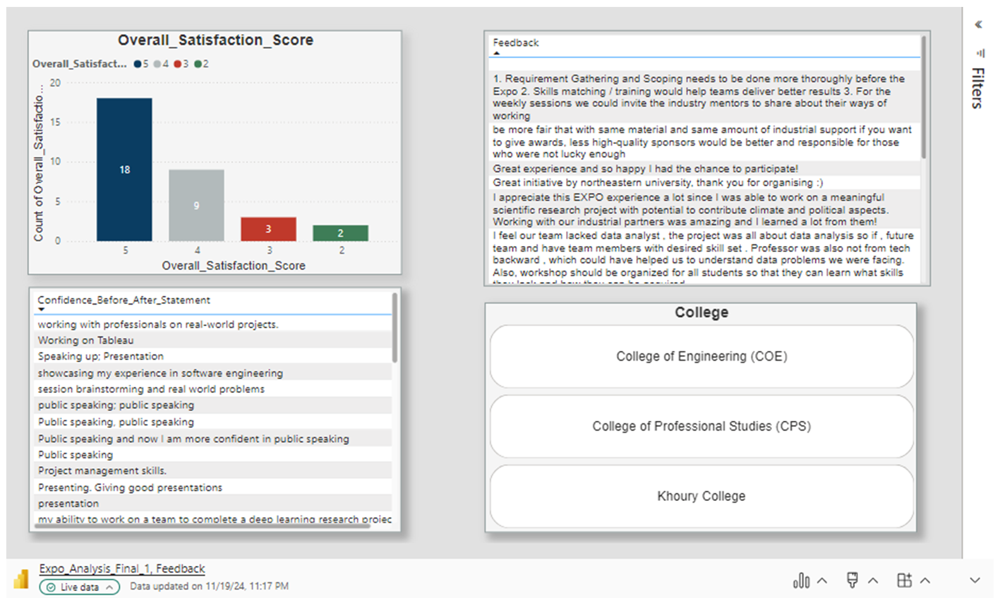 Overall_Satisfaction_Score
Overall_Satisfact... 5 4 3 2
Count of Overall_Satisfactio...
20
15
10
5
0
18
9
3
2
5 4 3 2
Overall_Satisfaction_Score
Confidence_Before_After_Statement
working with professionals on real-world projects.
Working on Tableau
Speaking up; Presentation
showcasing my experience in software engineering
session brainstorming and real world problems
public speaking; public speaking
Public speaking, public speaking
Public speaking and now I am more confident in public speaking
Public speaking
Project management skills.
Presenting. Giving good presentations
presentation
my ability to work on a team to complete a deep learning research projec
Feedback
1. Requirement Gathering and Scoping needs to be done more thoroughly before the
Expo 2. Skills matching / training would help teams deliver better results 3. For the
weekly sessions we could invite the industry mentors to share about their ways of
working
be more fair that with same material and same amount of industrial support if you want
to give awards, less high-quality sponsors would be better and responsible for those
who were not lucky enough
Great experience and so happy I had the chance to participate!
Great initiative by northeastern university, thank you for organising :)
I appreciate this EXPO experience a lot since I was able to work on a meaningful
scientific research project with potential to contribute climate and political aspects.
Working with our industrial partners was amazing and I learned a lot from them!
I feel our team lacked data analyst , the project was all about data analysis so if , future
team and have team members with desired skill set . Professor was also not from tech
backward , which could have helped us to understand data problems we were facing.
Also, workshop should be organized for all students so that they can learn what skills
they lack and how they can be acquired
College
College of Engineering (COE)
College of Professional Studies (CPS)
Khoury College
Filters
Expo_Analysis_Final_1, Feedback
Live data
Data updated on 11/19/24, 11:17 PM